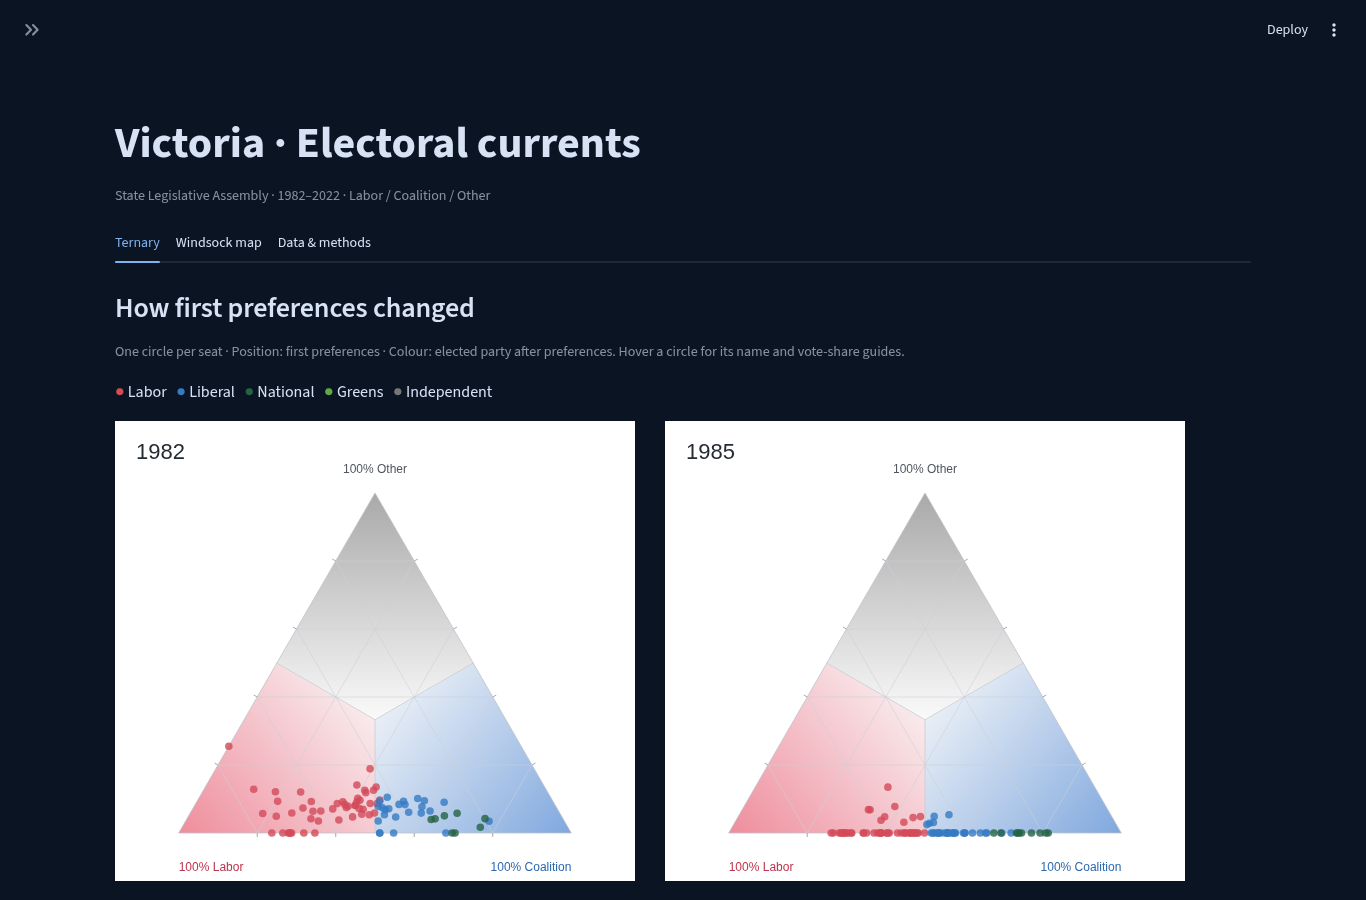 Deploy
Victoria · Electoral currents
State Legislative Assembly · 1982–2022 · Labor / Coalition / Other
Ternary Windsock map Data & methods
How first preferences changed
One circle per seat · Position: first preferences · Colour: elected party after preferences. Hover a circle for its name and vote-share guides.
Labor Liberal National Greens Independent
1982
100% Other
100% Labor 100% Coalition
1985
100% Other
100% Labor 100% Coalition